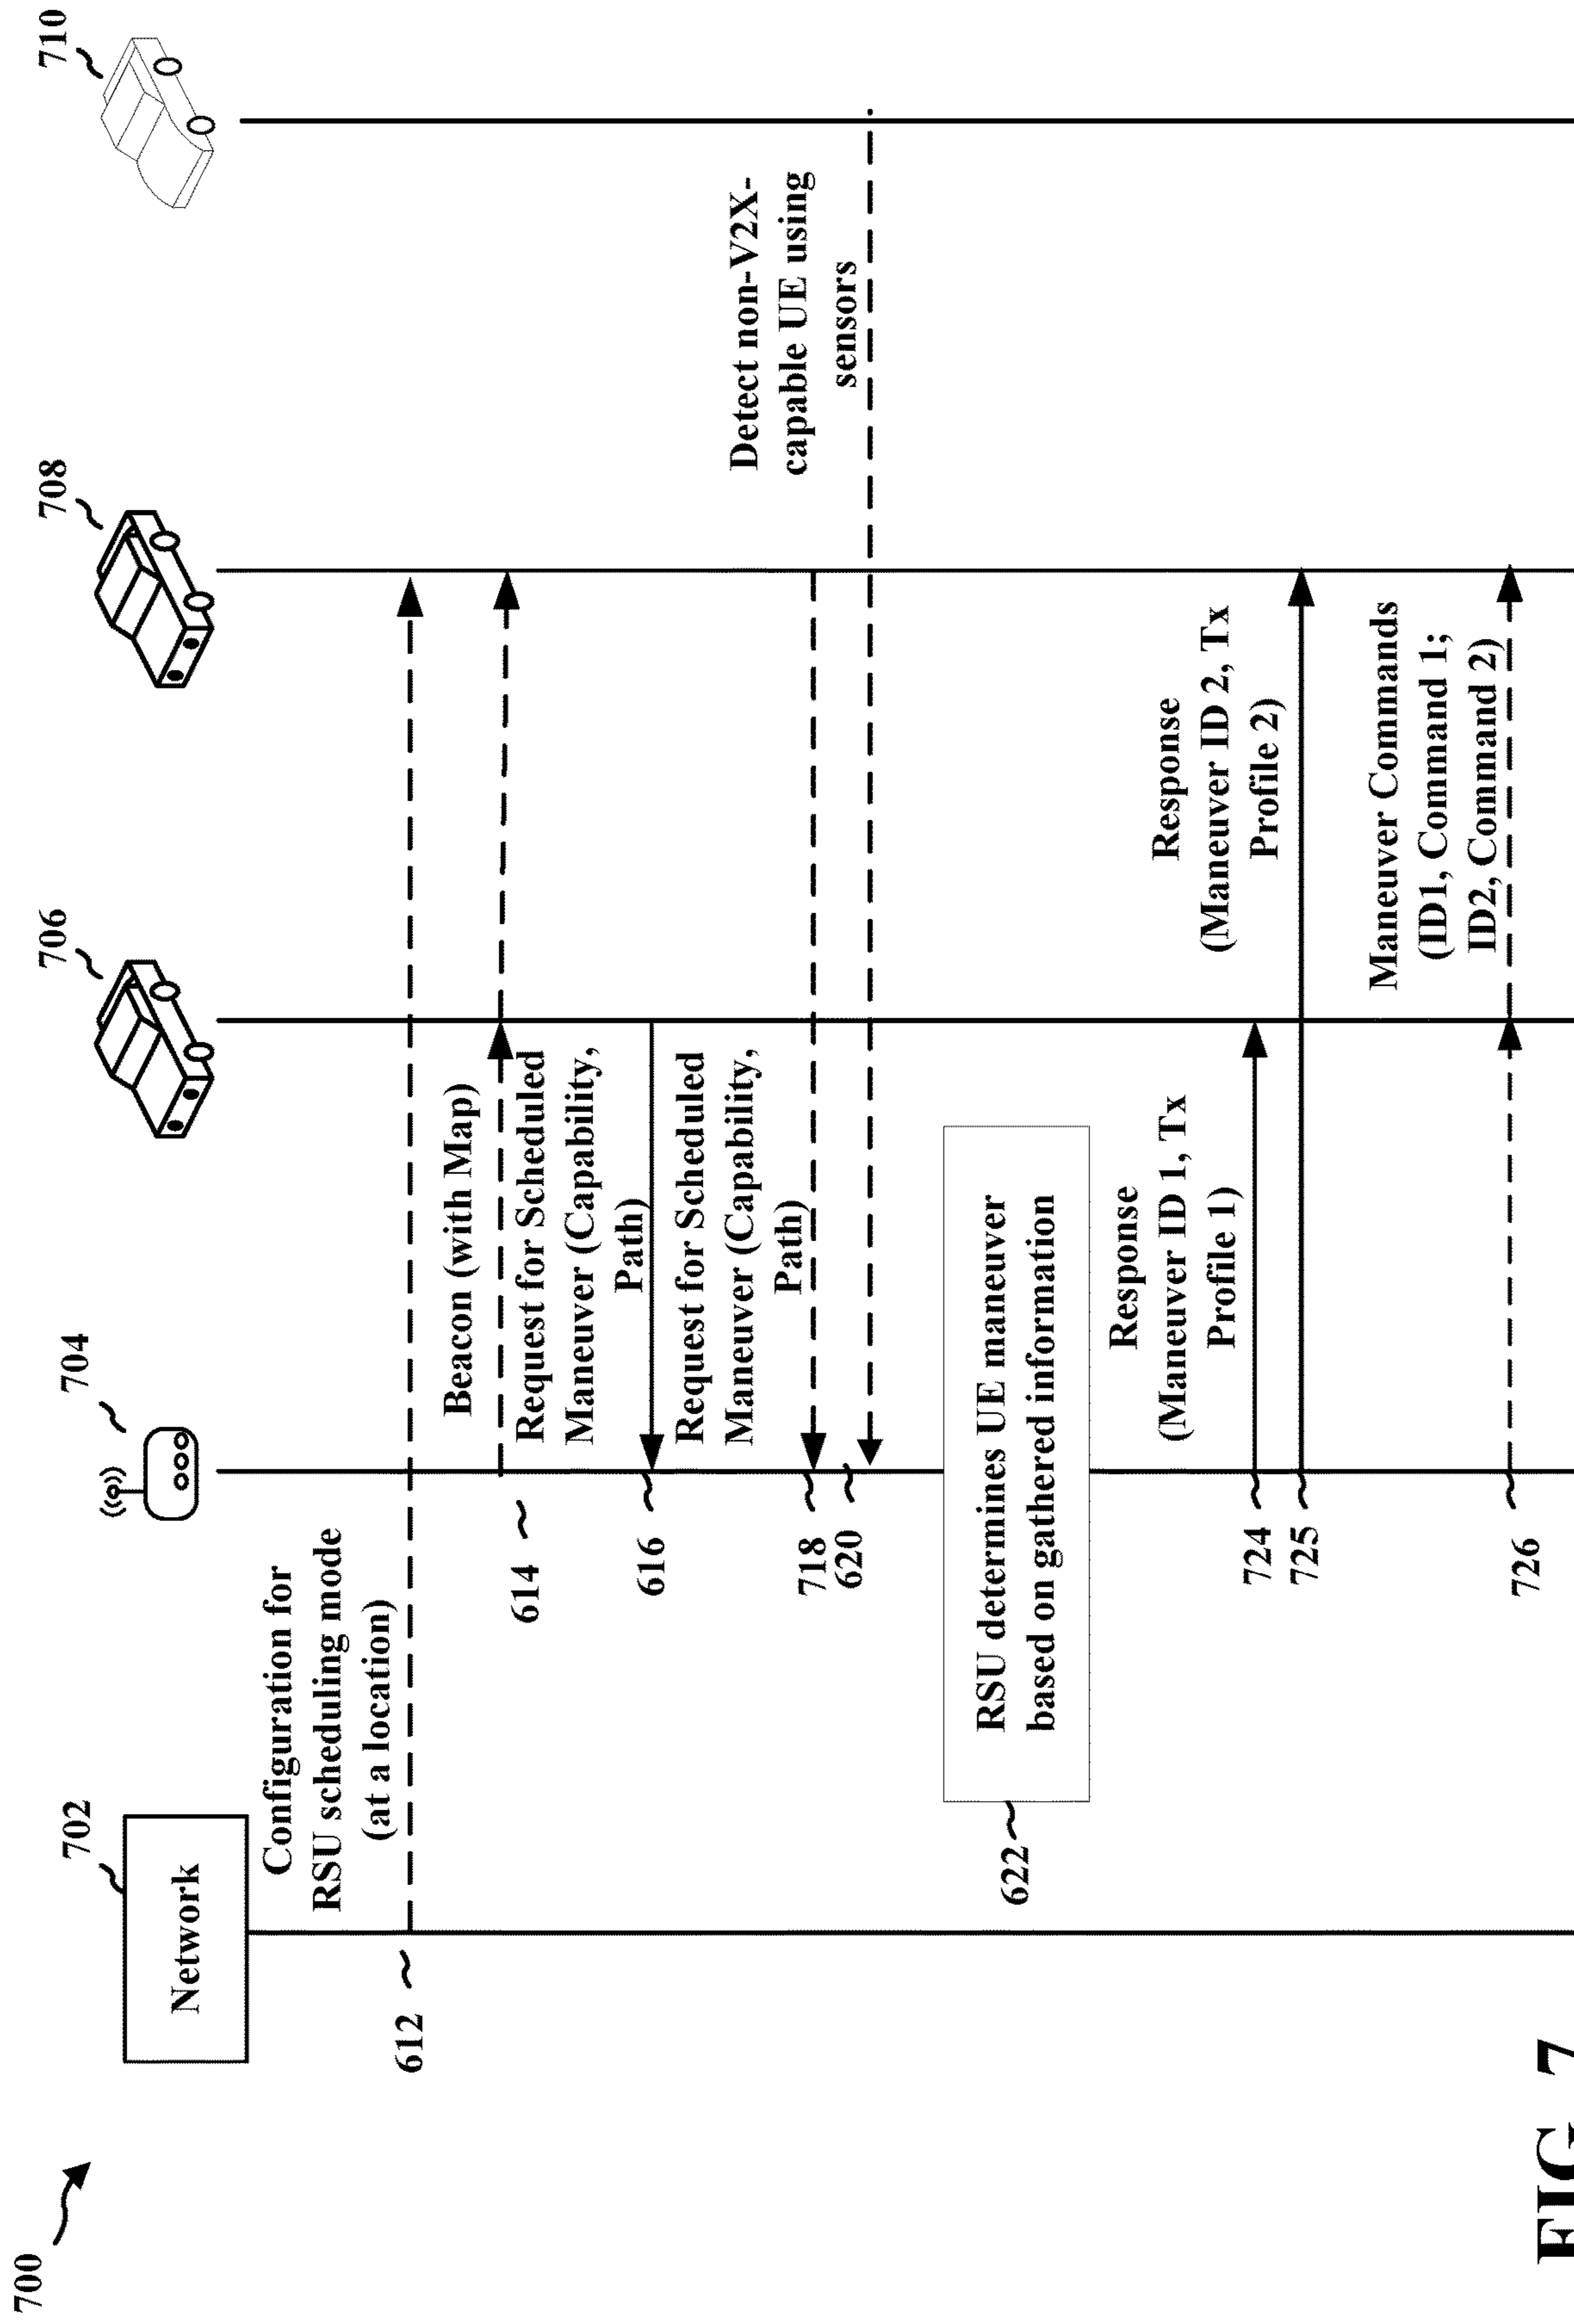 700
702
704
706
708
710
Network
Configuration for
RSU scheduling mode
(at a location)
612
Beacon (with Map)
614
Request for Scheduled
Maneuver (Capability,
Path)
616
Request for Scheduled
Maneuver (Capability,
Path)
718
Detect non-V2X-
capable UE using
sensors
620
RSU determines UE maneuver
based on gathered information
622
Response
(Maneuver ID 1, Tx
Profile 1)
724
Response
(Maneuver ID 2, Tx
Profile 2)
725
Maneuver Commands
(ID1, Command 1;
ID2, Command 2)
726
FIG. 7